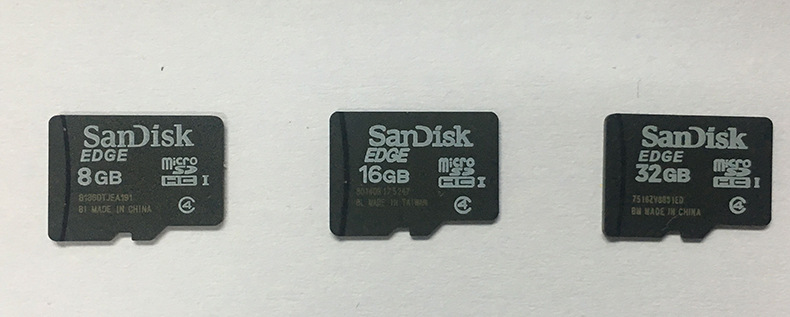 SanDisk
EDGE
8GB
micro
SD
HC I
4
BI MADE IN CHINA
SanDisk
EDGE
16GB
micro
SD
HC I
4
MADE IN TAIWAN
SanDisk
EDGE
32GB
micro
SD
HC I
4
MADE IN CHINA